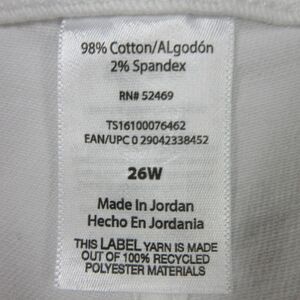 98% Cotton/ALgodón
2% Spandex
RN# 52469
TS16100076462
EAN/UPC 0 29042338452
26W
Made In Jordan
Hecho En Jordania
THIS LABEL YARN IS MADE
OUT OF 100% RECYCLED
POLYESTER MATERIALS